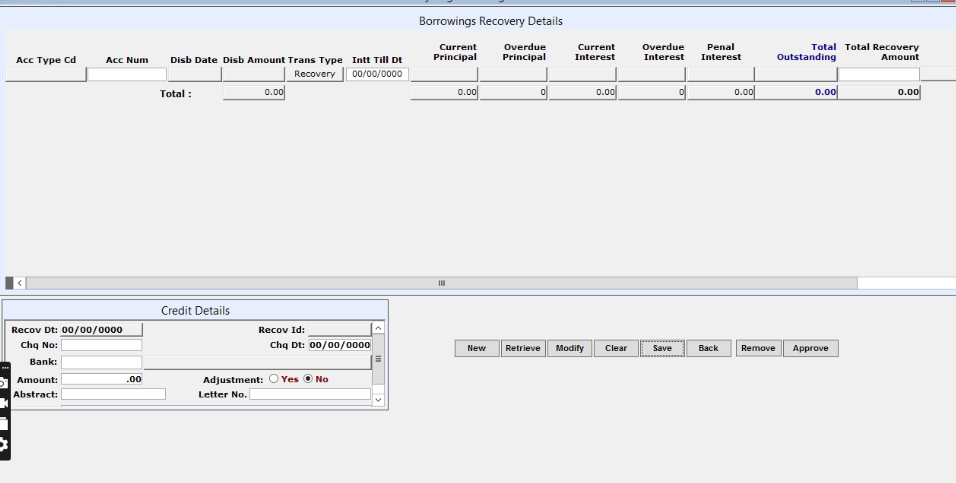 Borrowings Recovery Details
Acc Type Cd Acc Num Disb Date Disb Amount Trans Type Intt Till Dt Current Principal Overdue Principal Current Interest Overdue Interest Penal Interest Total Outstanding Total Recovery Amount
Recovery 00/00/0000
Total : 0.00 0.00 0 0.00 0 0.00 0.00 0.00
Credit Details
Recov Dt: 00/00/0000 Recov Id:
Chq No: Chq Dt: 00/00/0000
Bank:
Amount: .00 Adjustment: Yes No
Abstract: Letter No.
New Retrieve Modify Clear Save Back Remove Approve